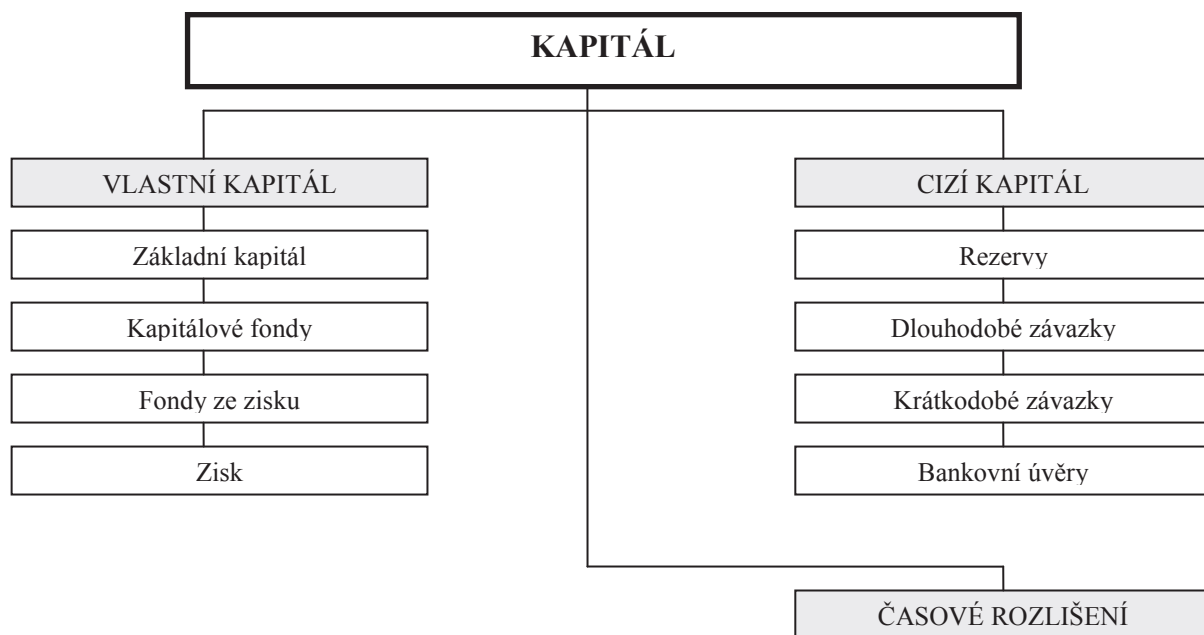 KAPITÁL
VLASTNÍ KAPITÁL
Základní kapitál
Kapitálové fondy
Fondy ze zisku
Zisk
CIZÍ KAPITÁL
Rezervy
Dlouhodobé závazky
Krátkodobé závazky
Bankovní úvěry
ČASOVÉ ROZLIŠENÍ